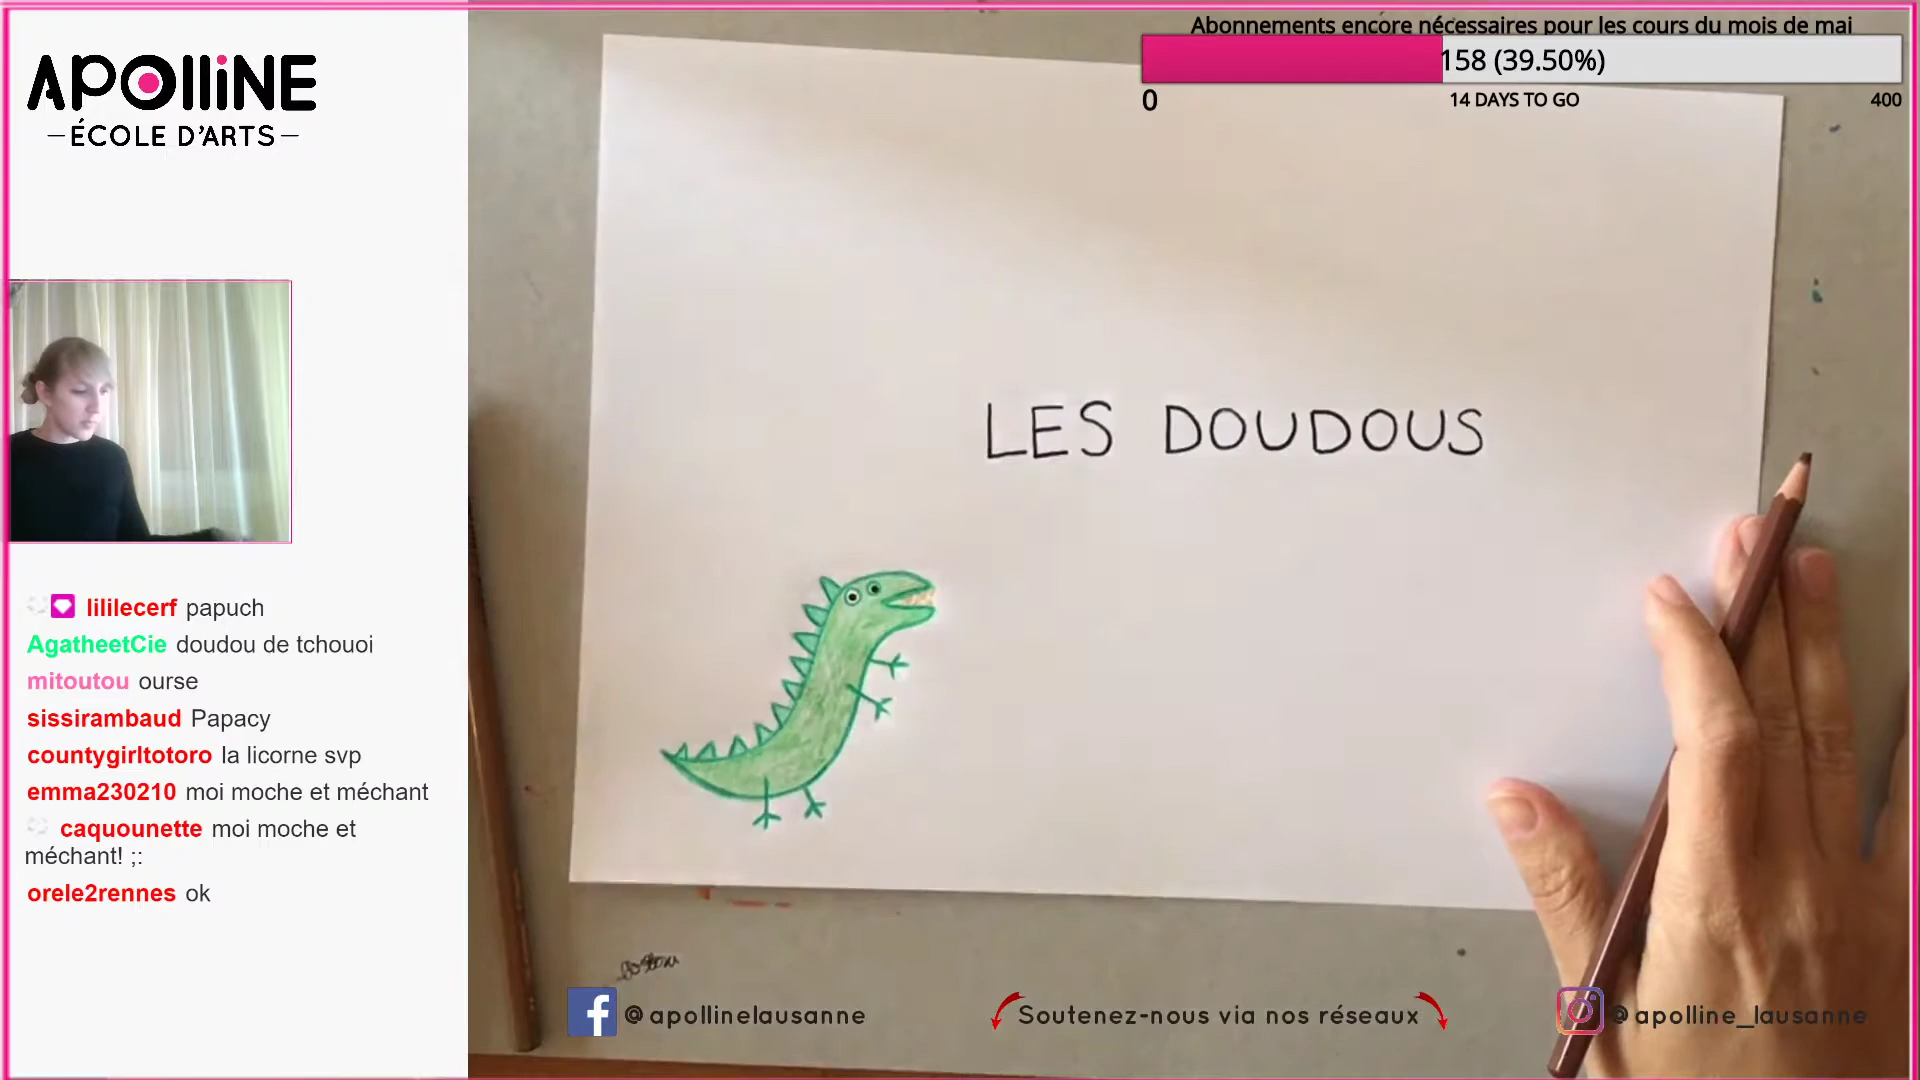 APOLLINE
ÉCOLE D'ARTS
Abonnements encore nécessaires pour les cours du mois de mai
158 (39.50%)
0
14 DAYS TO GO
400
LES DOUDOUS
lililecerf papuch
AgatheetCie doudou de tchouoi
mitoutou ourse
sissirambaud Papacy
countygirltotoro la licorne svp
emma230210 moi moche et méchant
caquounette moi moche et
méchant! ;:
orele2rennes ok
@apollinelausanne
Soutenez-nous via nos réseaux
@apolline_lausanne